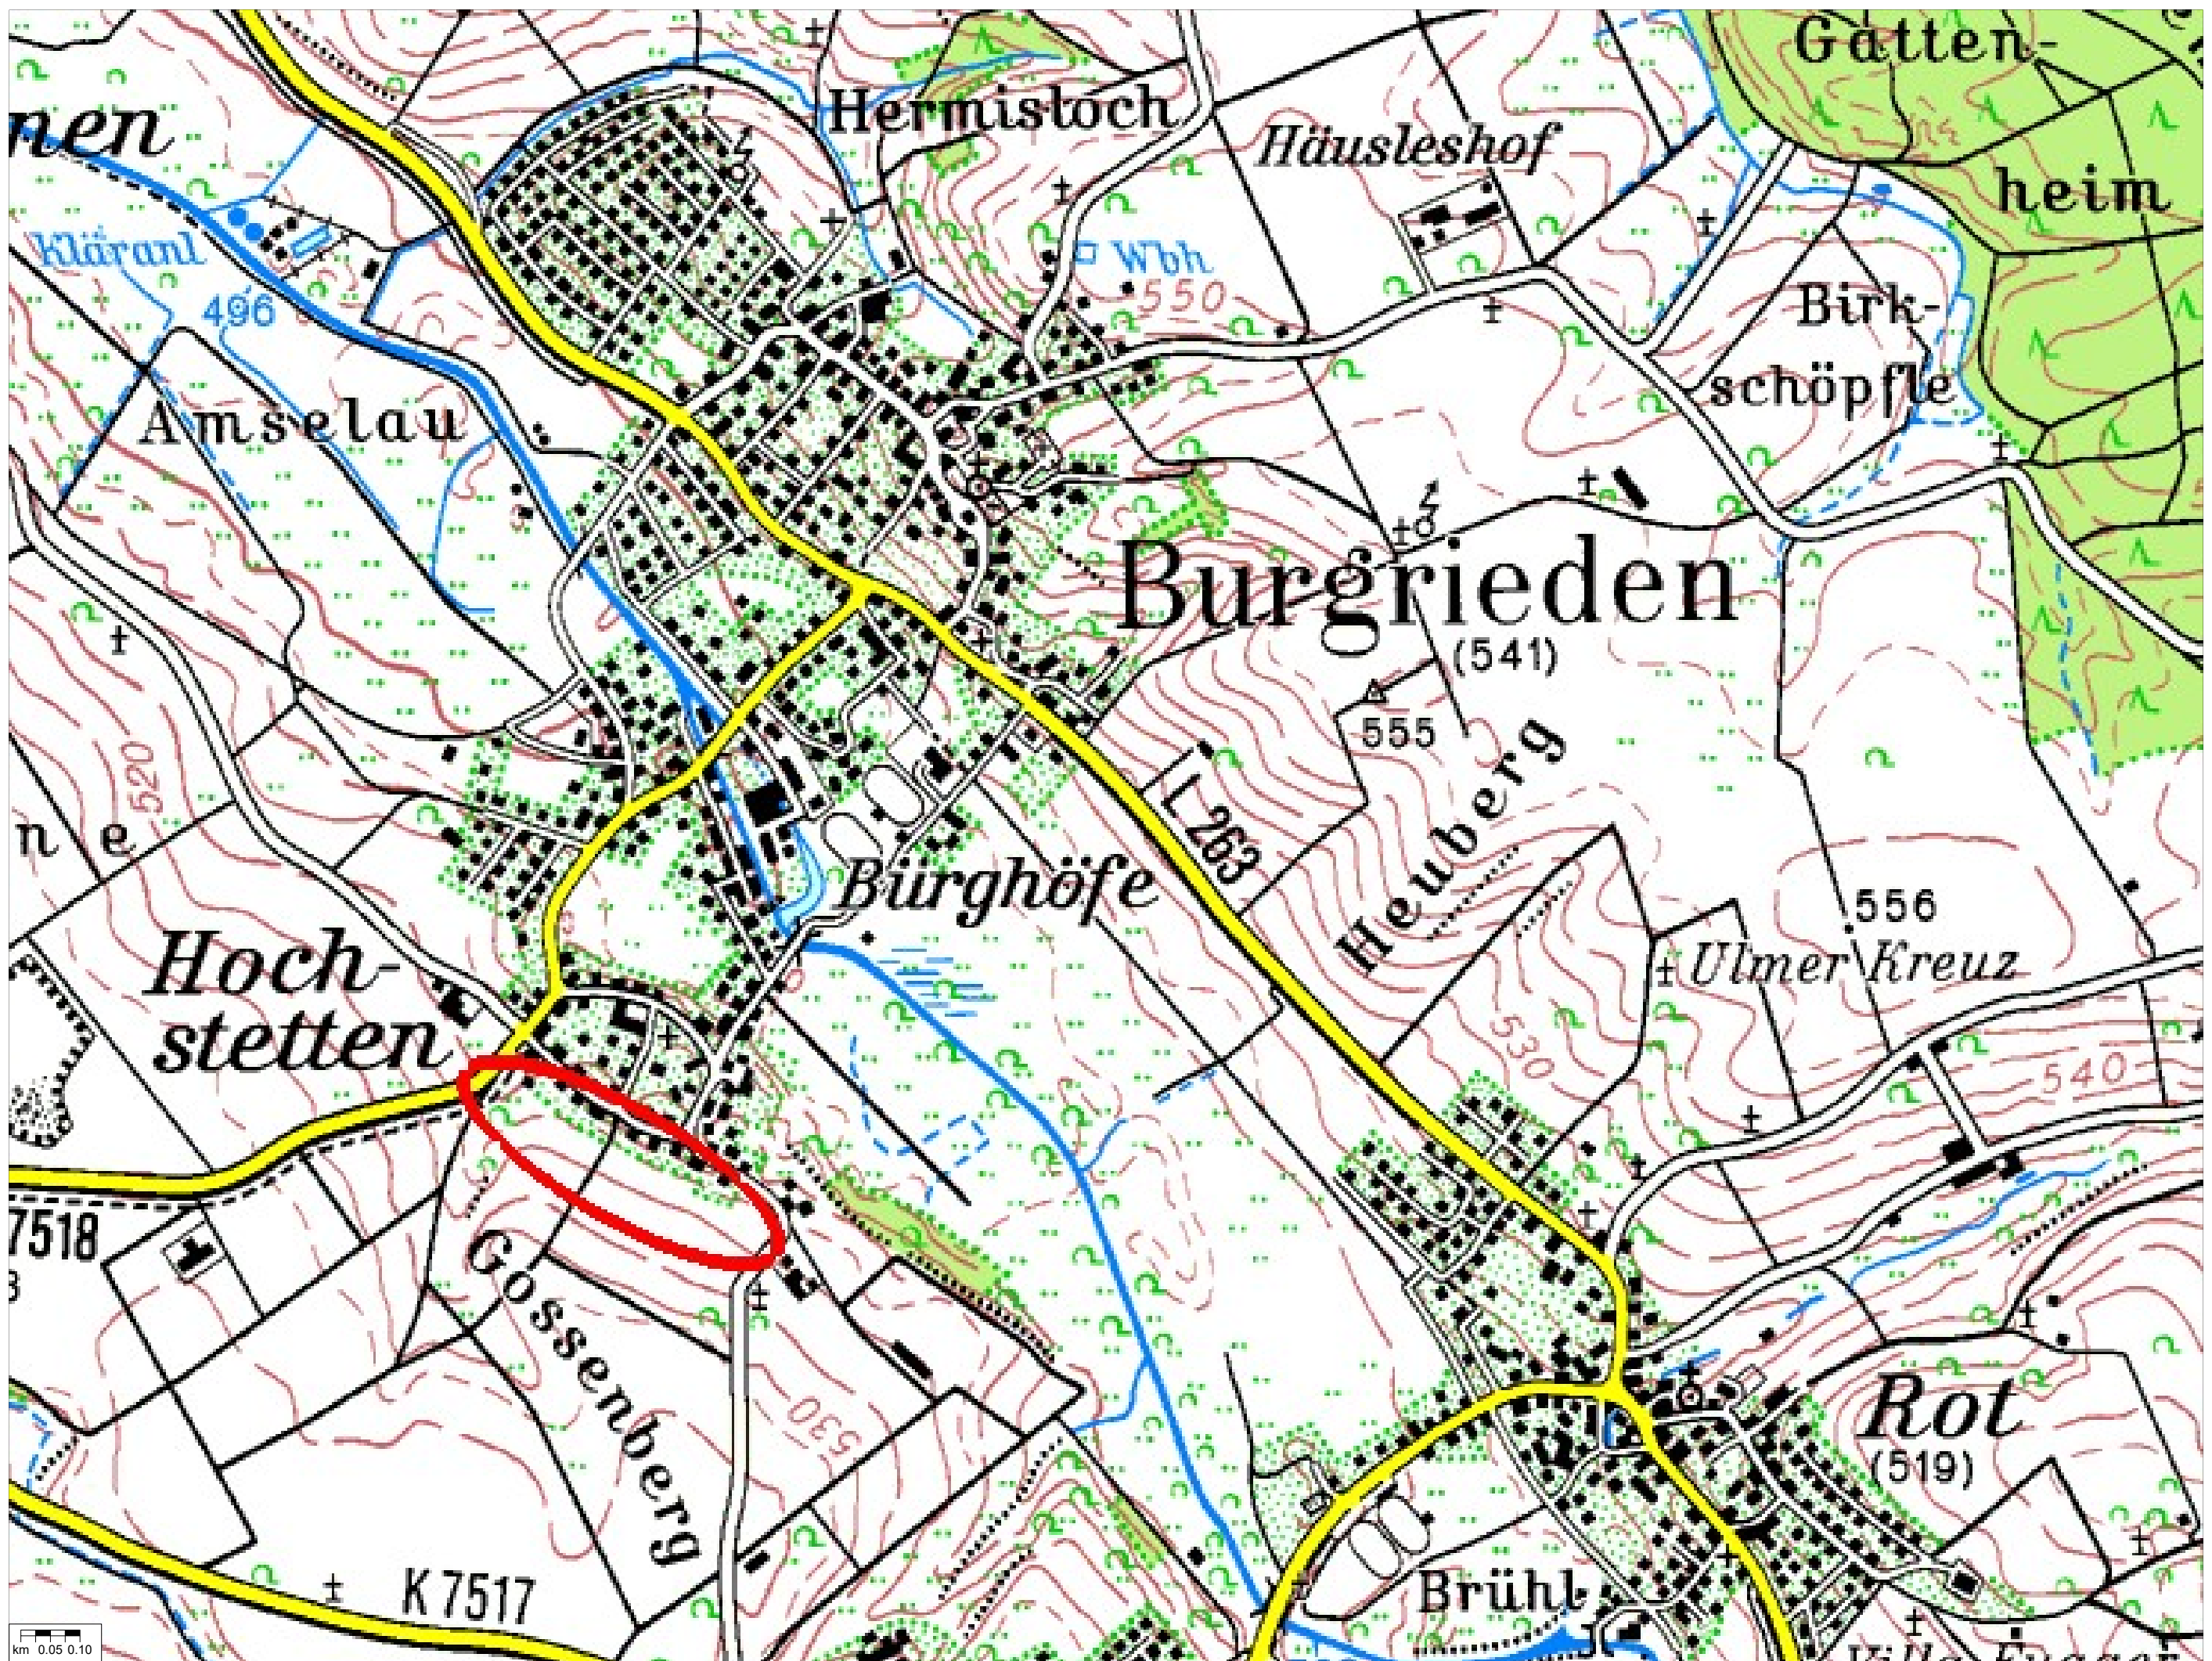 Gatten-
nen
Hermisloch
Häusleshof
heim
Kläranl
Wbh
496
550
Birk-
Amselau
schöpfle
Burgrieden
(541)
555
520
L 263
n e
Heuberg
Burghöfe
556
Hoch-
Ulmer Kreuz
stetten
530
540
7518
Gossenberg
Rot
530
(519)
K 7517
Brühl
km 0.05 0.10